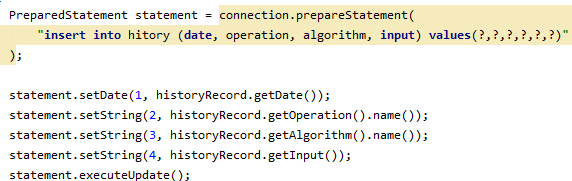 PreparedStatement statement = connection.prepareStatement(
"insert into hitory (date, operation, algorithm, input) values(?,?,?,?,?,?)"
);
statement.setDate(1, historyRecord.getDate());
statement.setString(2, historyRecord.getOperation().name());
statement.setString(3, historyRecord.getAlgorithm().name());
statement.setString(4, historyRecord.getInput());
statement.executeUpdate();